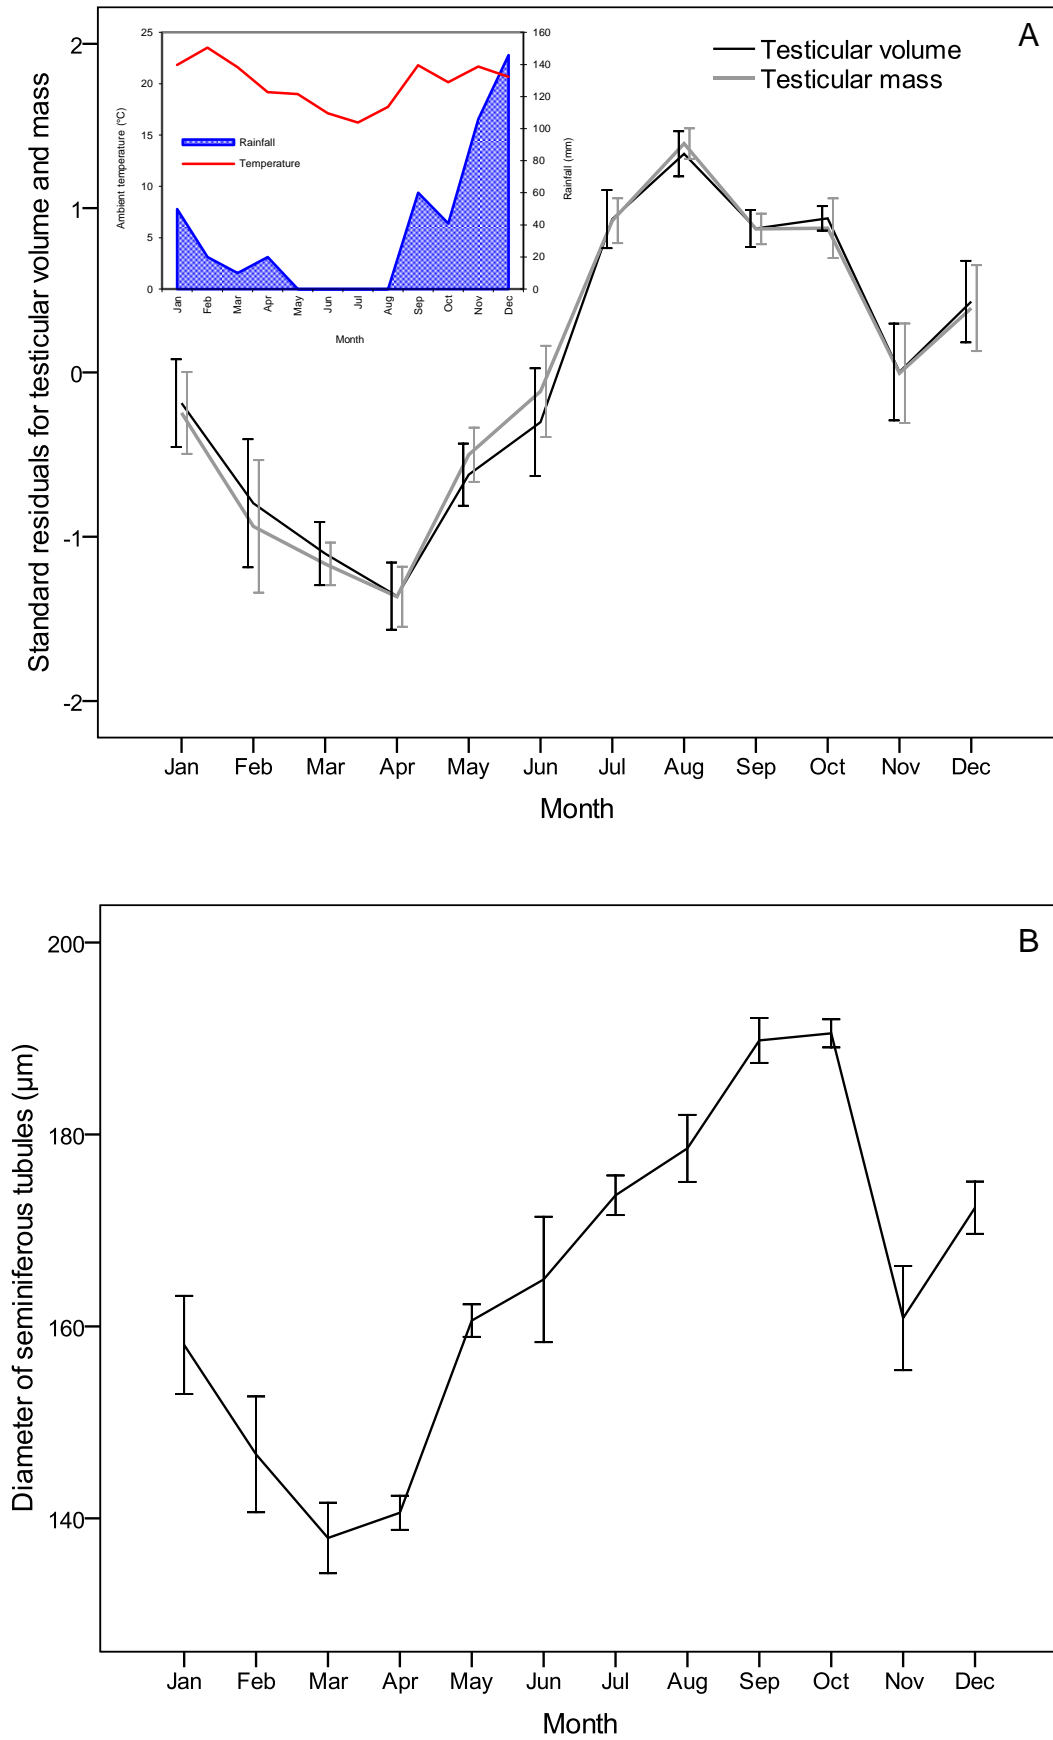 A
Testicular volume
Testicular mass
Standard residuals for testicular volume and mass
2
1
0
-1
-2
Ambient temperature (°C)
25
20
15
10
5
0
Rainfall
Temperature
160
140
120
100
80
60
40
20
0
Rainfall (mm)
Jan Feb Mar Apr May Jun Jul Aug Sep Oct Nov Dec
Month
Jan Feb Mar Apr May Jun Jul Aug Sep Oct Nov Dec
Month
B
Diameter of seminiferous tubules (µm)
200
180
160
140
Jan Feb Mar Apr May Jun Jul Aug Sep Oct Nov Dec
Month